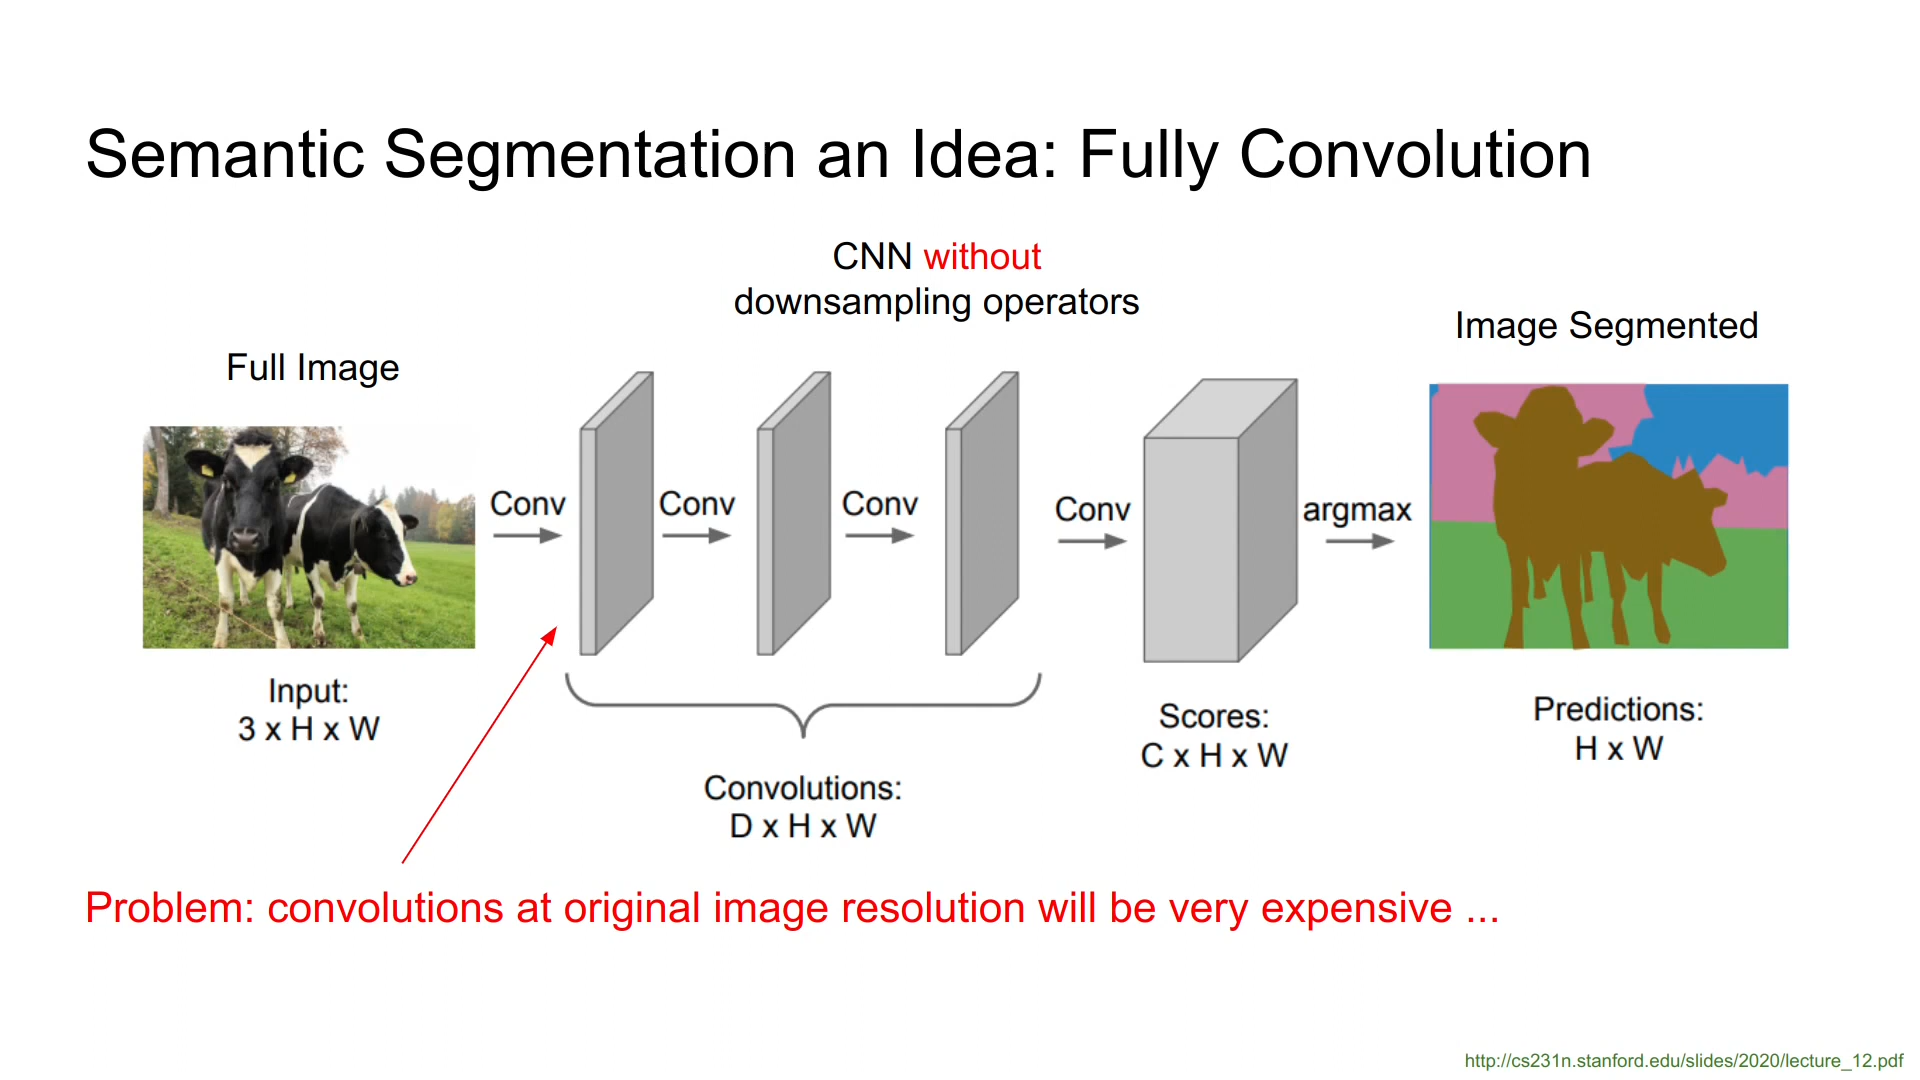 Semantic Segmentation an Idea: Fully Convolution
CNN without
downsampling operators
Full Image
Image Segmented
Conv
Conv
Conv
Conv
argmax
Input:
3 x H x W
Convolutions:
D x H x W
Scores:
C x H x W
Predictions:
H x W
Problem: convolutions at original image resolution will be very expensive ...
http://cs231n.stanford.edu/slides/2020/lecture_12.pdf